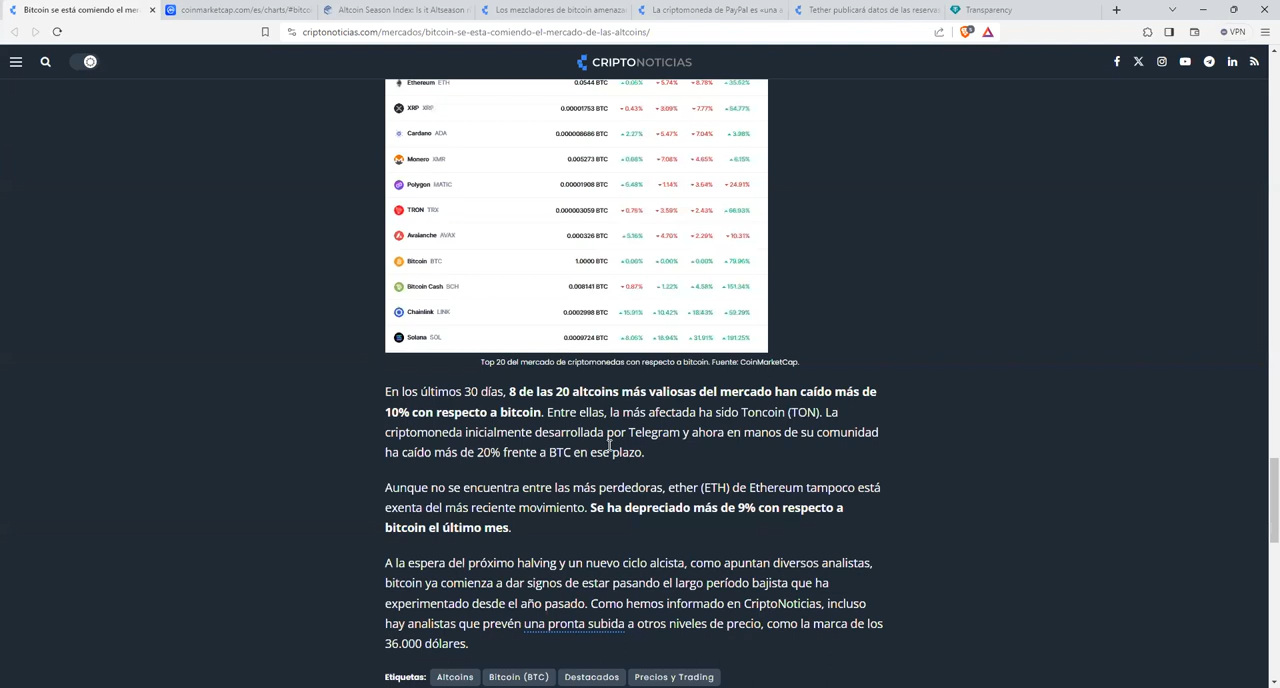 Bitcoin se está comiendo el mer
coinmarketcap.com/es/charts/#bitco
Altcoin Season Index: Is it Altseason r
Los mezcladores de bitcoin amenaza
La criptomoneda de PayPal es «una a
Tether publicará datos de las reserva
Transparency
criptonoticias.com/mercados/bitcoin-se-esta-comiendo-el-mercado-de-las-altcoins/
VPN
CRIPTONOTICIAS
Ethereum ETH 0.0544 BTC 0.06% 5.74% 8.78% 35.62%
XRP XRP 0.00001753 BTC 0.43% 3.09% 7.77% 54.77%
Cardano ADA 0.000008686 BTC 2.27% 5.47% 7.04% 3.98%
Monero XMR 0.005273 BTC 0.66% 7.08% 4.65% 6.15%
Polygon MATIC 0.00001908 BTC 6.48% 1.14% 3.64% 24.91%
TRON TRX 0.000003059 BTC 0.76% 3.59% 2.43% 66.93%
Avalanche AVAX 0.000326 BTC 5.16% 4.70% 2.29% 10.31%
Bitcoin BTC 1.0000 BTC 0.00% 0.00% 0.00% 79.96%
Bitcoin Cash BCH 0.008141 BTC 0.87% 1.22% 4.58% 151.34%
Chainlink LINK 0.0002998 BTC 15.91% 10.42% 18.43% 53.29%
Solana SOL 0.0009724 BTC 8.05% 18.94% 31.91% 191.25%
Top 20 del mercado de criptomonedas con respecto a bitcoin. Fuente: CoinMarketCap.
En los últimos 30 días, 8 de las 20 altcoins más valiosas del mercado han caído más de
10% con respecto a bitcoin. Entre ellas, la más afectada ha sido Toncoin (TON). La
criptomoneda inicialmente desarrollada por Telegram y ahora en manos de su comunidad
ha caído más de 20% frente a BTC en ese plazo.
Aunque no se encuentra entre las más perdedoras, ether (ETH) de Ethereum tampoco está
exenta del más reciente movimiento. Se ha depreciado más de 9% con respecto a
bitcoin el último mes.
A la espera del próximo halving y un nuevo ciclo alcista, como apuntan diversos analistas,
bitcoin ya comienza a dar signos de estar pasando el largo período bajista que ha
experimentado desde el año pasado. Como hemos informado en CriptoNoticias, incluso
hay analistas que prevén una pronta subida a otros niveles de precio, como la marca de los
36.000 dólares.
Etiquetas: Altcoins Bitcoin (BTC) Destacados Precios y Trading